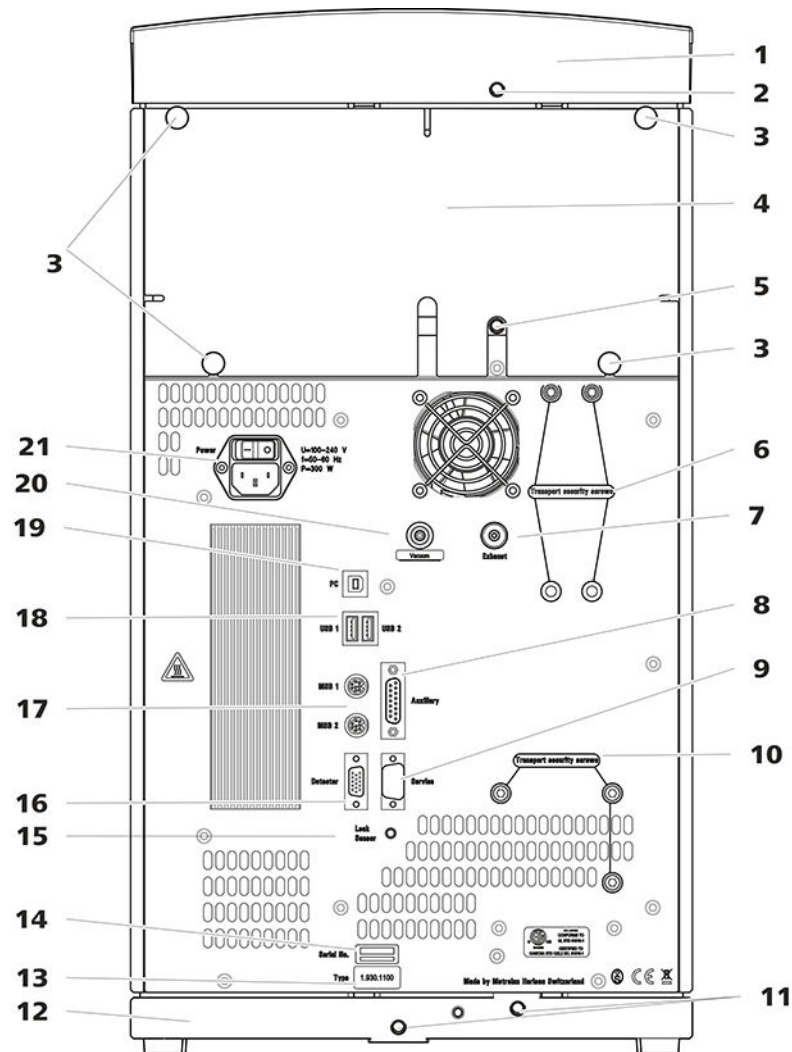 1
2
3
3
4
3
5
3
Power
U=100-240 V
f=50-60 Hz
P=300 W
21
6
Transport security screws
20
7
Vacuum
Exhaust
19
PC
18
USB 1
USB 2
8
MSB 1
Auxiliary
9
17
MSB 2
10
Transport security screws
Detector
Service
16
15
Leak
Sensor
14
Serial No.
13
Type
1.930.1100
Made by Metrohm Herisau Switzerland
CE
12
11